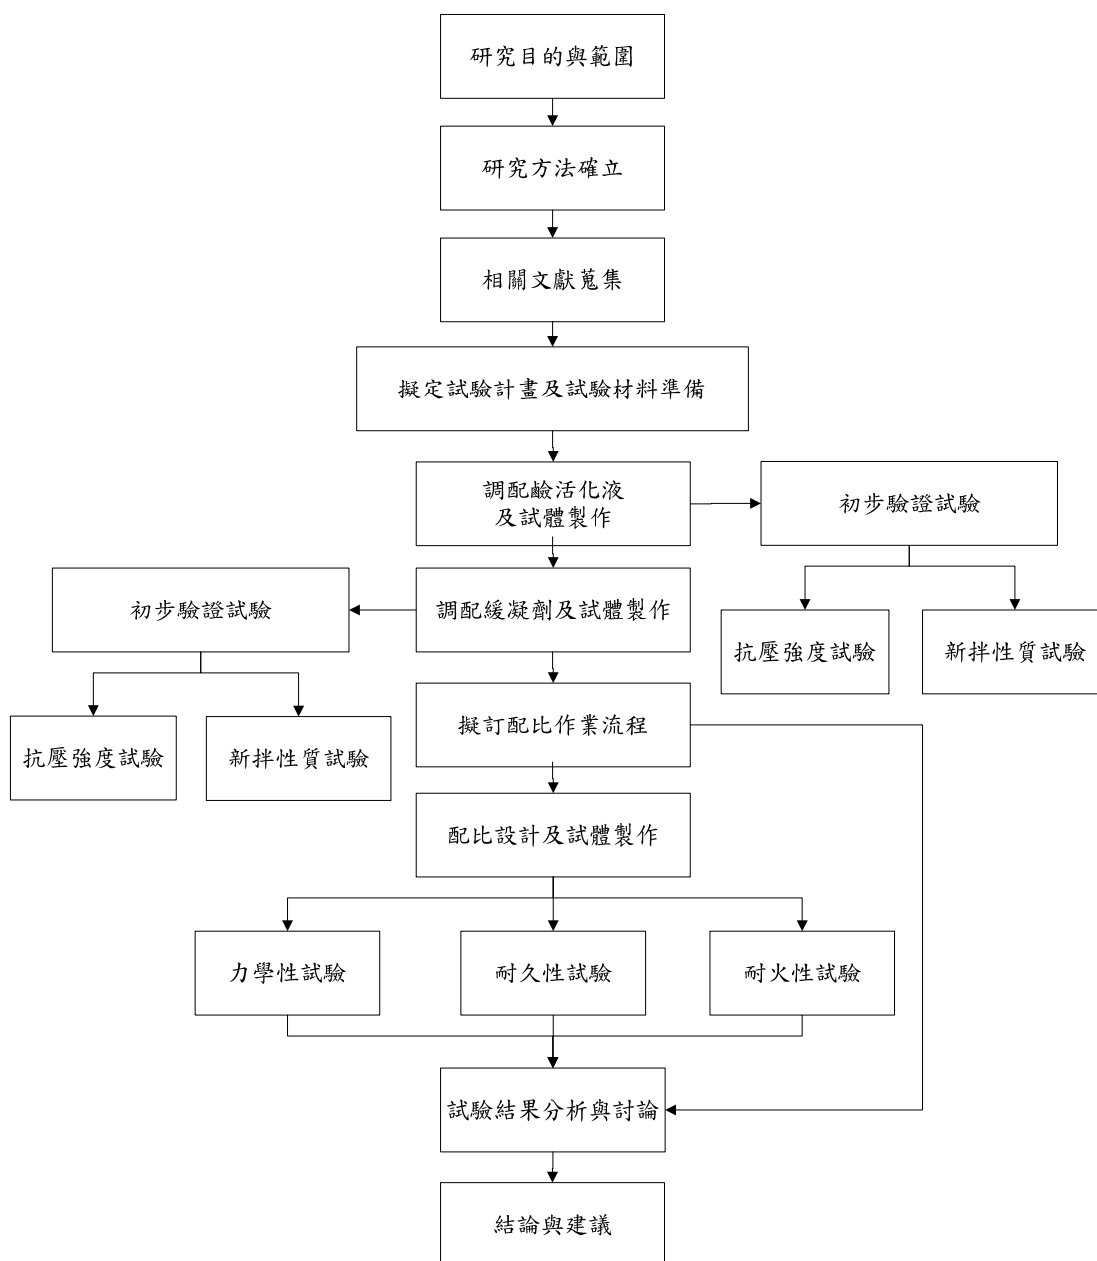 研究目的與範圍
研究方法確立
相關文獻蒐集
擬定試驗計畫及試驗材料準備
調配鹼活化液
及試體製作
初步驗證試驗
初步驗證試驗
調配緩凝劑及試體製作
抗壓強度試驗
新拌性質試驗
抗壓強度試驗
新拌性質試驗
擬訂配比作業流程
配比設計及試體製作
力學性試驗
耐久性試驗
耐火性試驗
試驗結果分析與討論
結論與建議